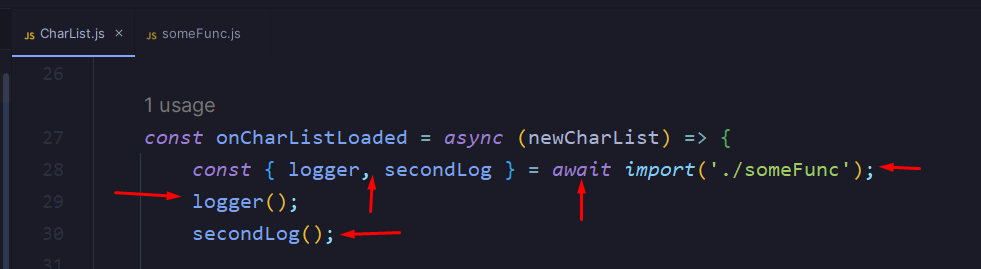 JS CharList.js × JS someFunc.js
26
1 usage
27 const onCharListLoaded = async (newCharList) => {
28 const { logger, secondLog } = await import('./someFunc');
29 logger();
30 secondLog();
31